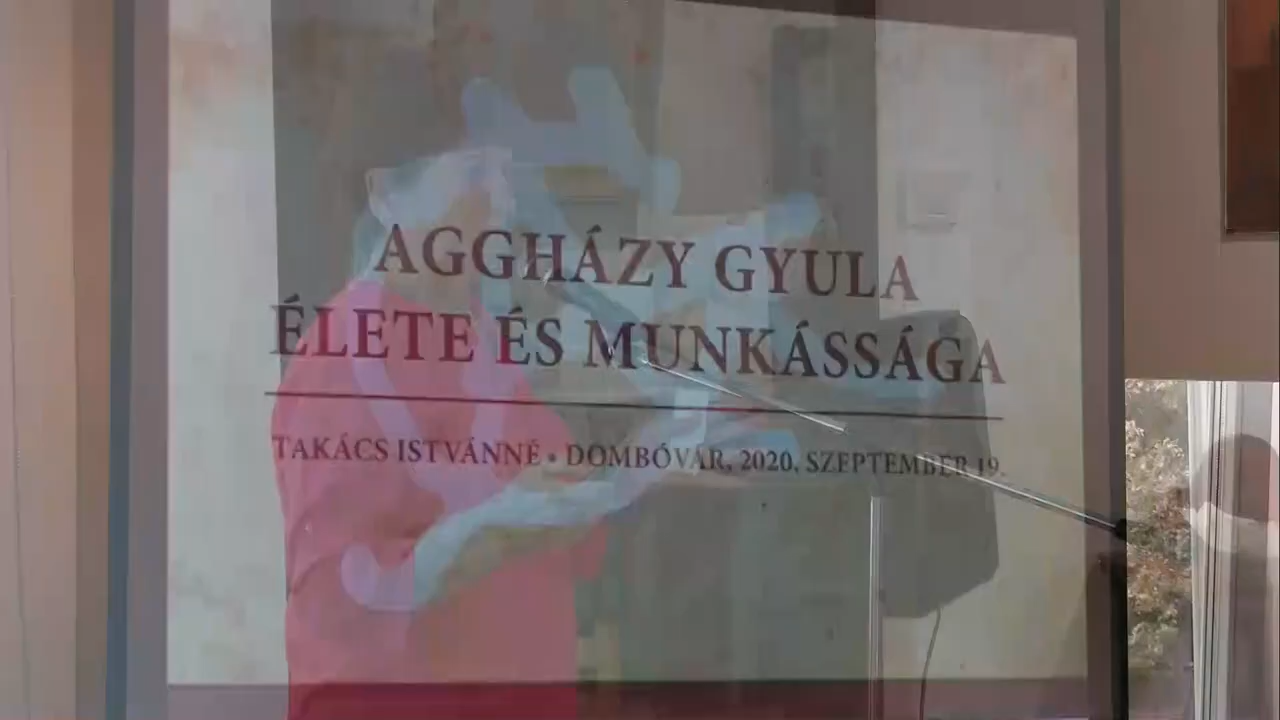 AGGHÁZY GYULA
ÉLETE ÉS MUNKÁSSÁGA
TAKÁCS ISTVÁNNÉ • DOMBÓVÁR, 2020. SZEPTEMBER 19.